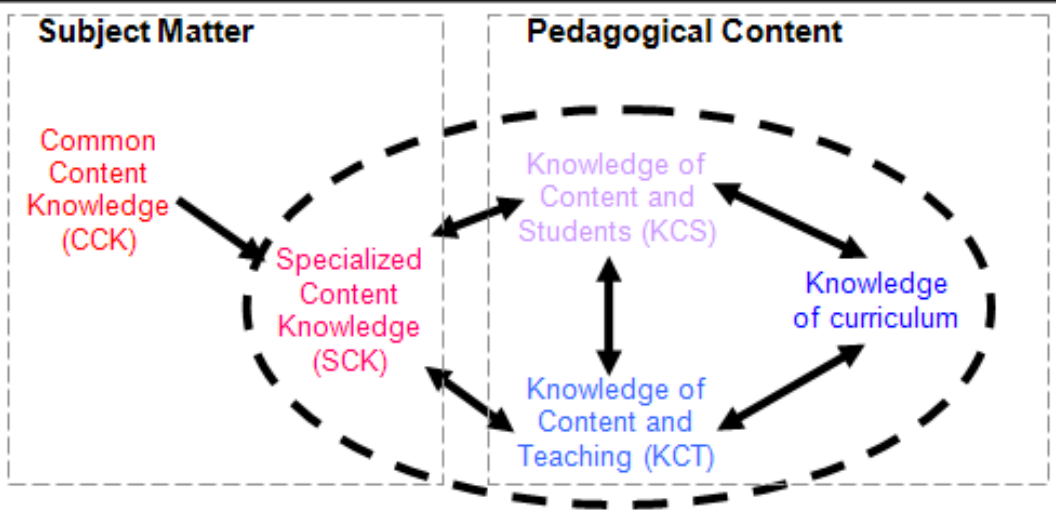 Subject Matter
Pedagogical Content
Common
Content
Knowledge
(CCK)
Specialized
Content
Knowledge
(SCK)
Knowledge of
Content and
Students (KCS)
Knowledge of
Content and
Teaching (KCT)
Knowledge
of curriculum